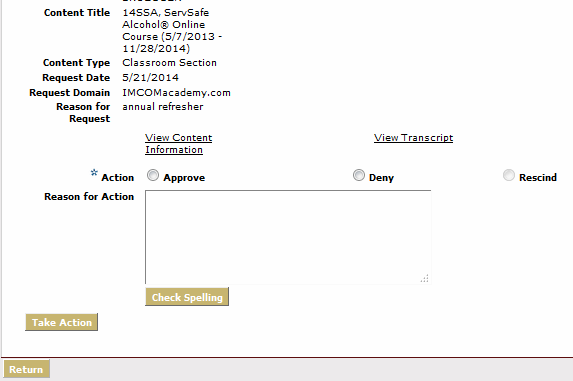 Content Title 14SSA, ServSafe
Alcohol® Online
Course (5/7/2013 -
11/28/2014)
Content Type Classroom Section
Request Date 5/21/2014
Request Domain IMCOMacademy.com
Reason for annual refresher
Request
View Content View Transcript
Information
* Action Approve Deny Rescind
Reason for Action
Check Spelling
Take Action
Return